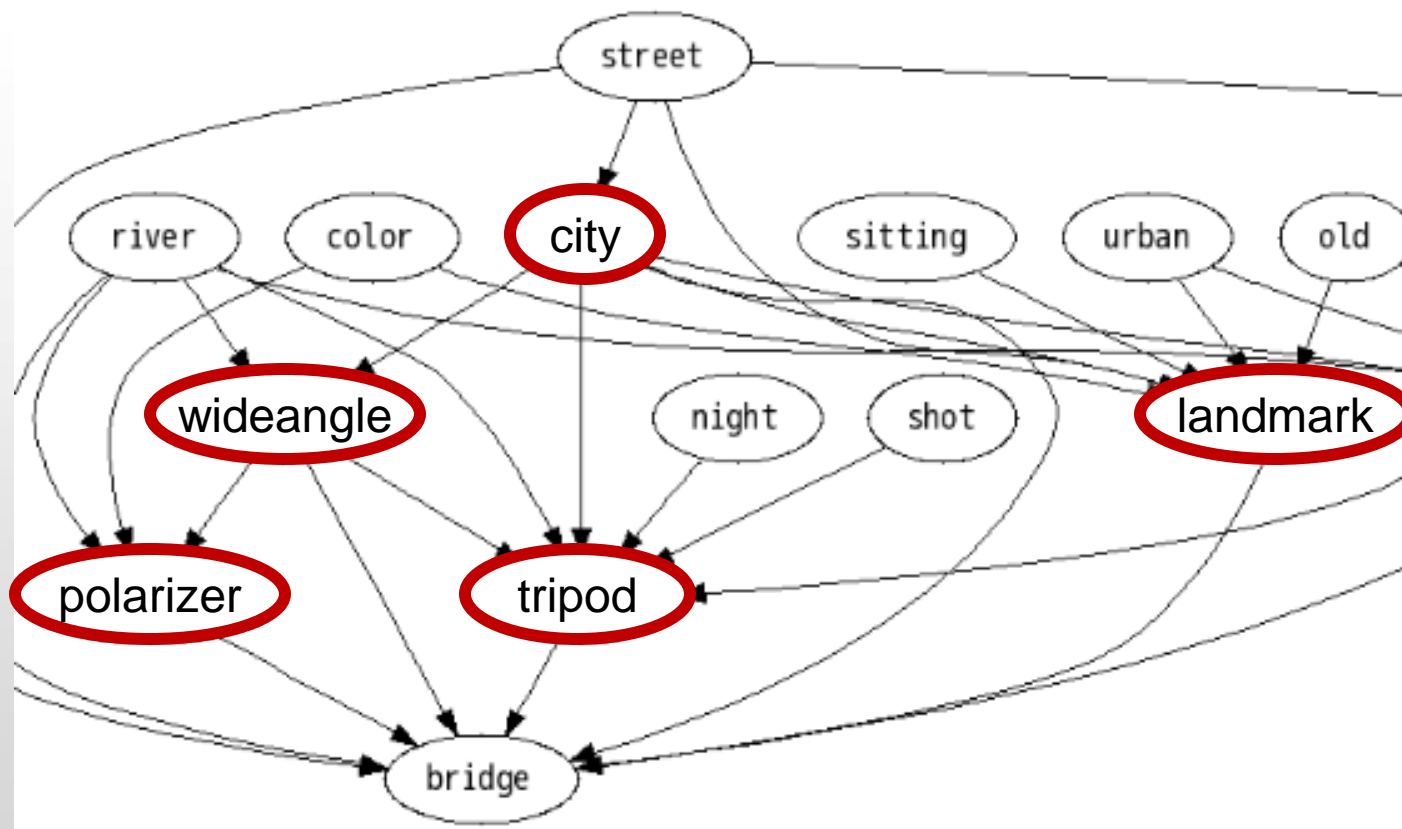 street
river
color
city
sitting
urban
old
wideangle
night
shot
landmark
polarizer
tripod
bridge